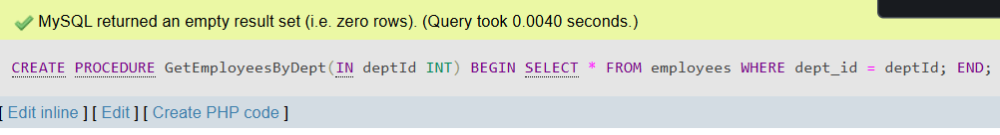 MySQL returned an empty result set (i.e. zero rows). (Query took 0.0040 seconds.)
CREATE PROCEDURE GetEmployeesByDept(IN deptId INT) BEGIN SELECT * FROM employees WHERE dept_id = deptId; END;
[ Edit inline ] [ Edit ] [ Create PHP code ]